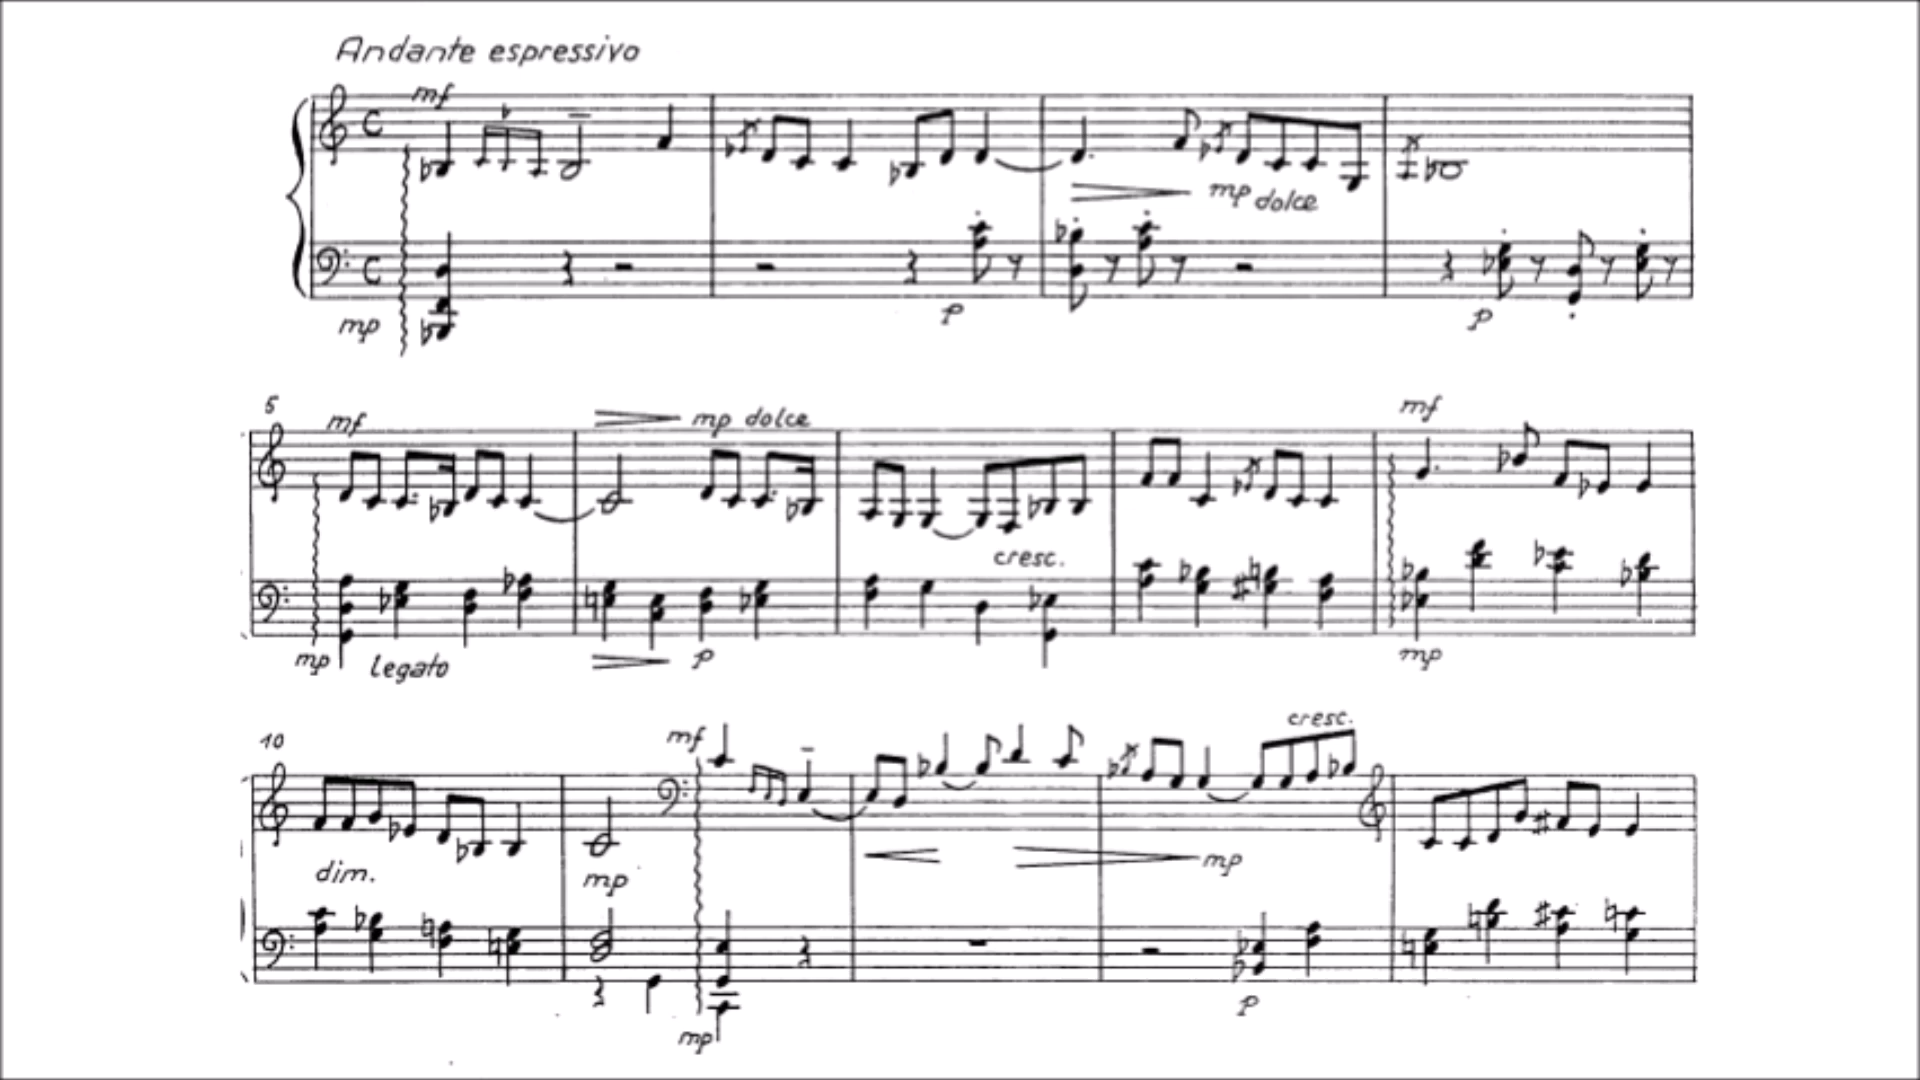 Andante espressivo
mf
mp dolce
mp p p
5 mf mp dolce mf
cresc.
mp legato p mp
10 mf cresc.
dim. mp mp
mp p